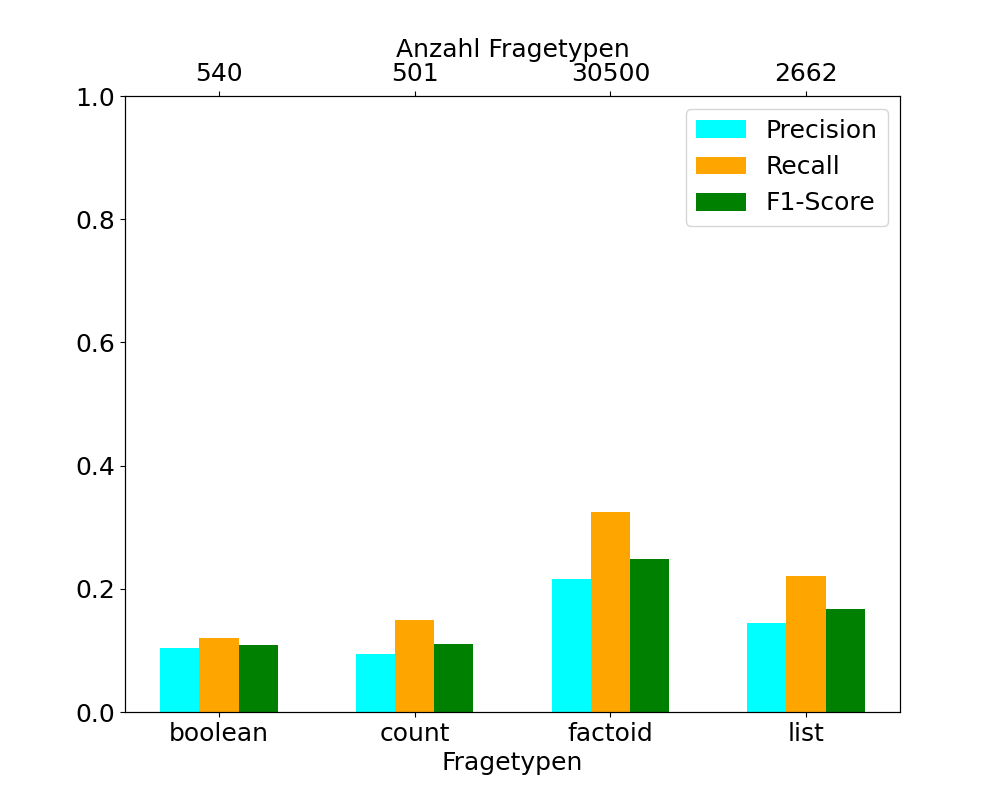 Anzahl Fragetypen
540 501 30500 2662
1.0
0.8
0.6
0.4
0.2
0.0
Precision
Recall
F1-Score
boolean count factoid list
Fragetypen